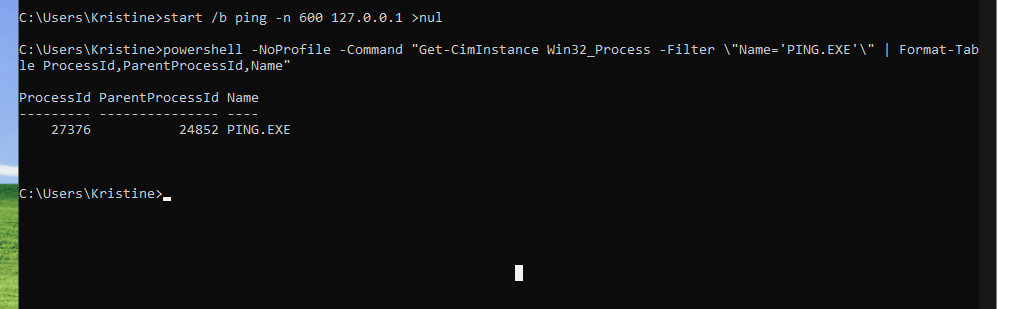 C:\Users\Kristine>start /b ping -n 600 127.0.0.1 >nul
C:\Users\Kristine>powershell -NoProfile -Command "Get-CimInstance Win32_Process -Filter \"Name='PING.EXE'\" | Format-Tab
le ProcessId,ParentProcessId,Name"
ProcessId ParentProcessId Name
--------- --------------- ----
    27376           24852 PING.EXE
C:\Users\Kristine>